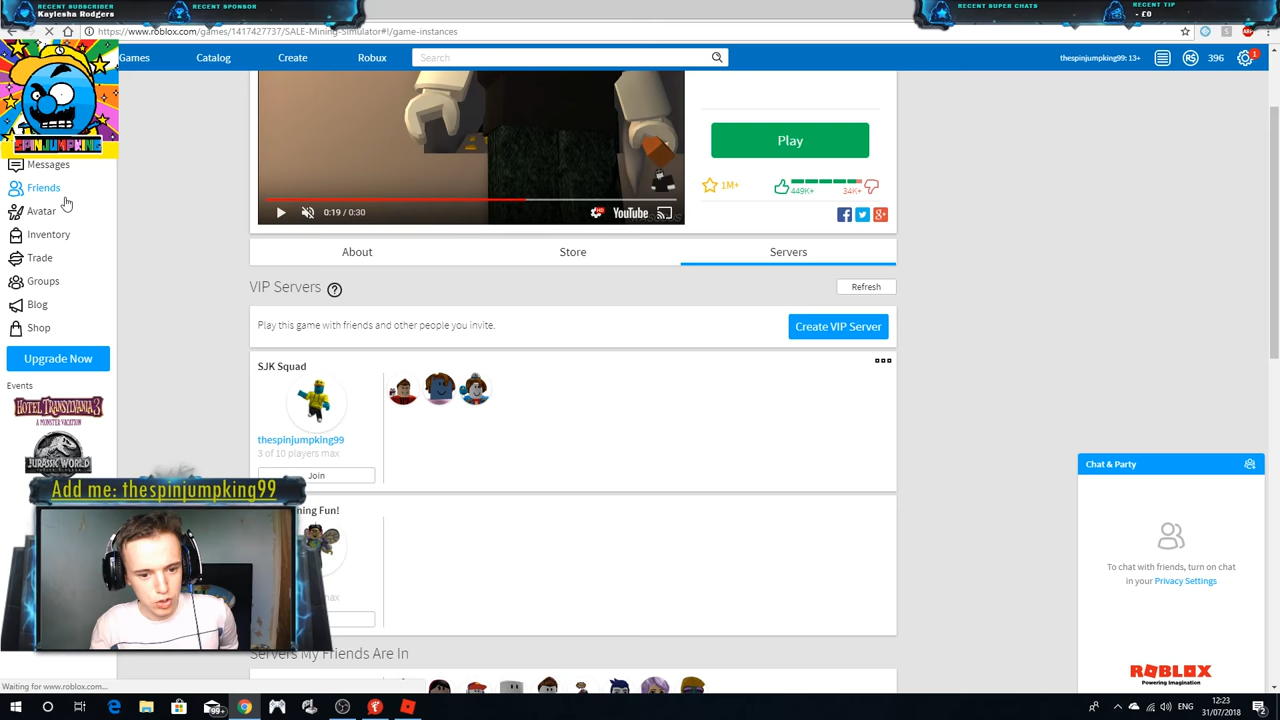 RECENT SUBSCRIBER
Kaylesha Rodgers
RECENT SPONSOR
RECENT SUPER CHATS
RECENT TIP
- £0
https://www.roblox.com/games/1417427737/SALE-Mining-Simulator#!/game-instances
Games
Catalog
Create
Robux
Search
thespinjumpking99: 13+
396
1
SPINJUMPKING
Messages
Friends
Avatar
Inventory
Trade
Groups
Blog
Shop
Upgrade Now
Events
HOTEL TRANSYLVANIA 3
A MONSTER VACATION
JURASSIC WORLD
0:19 / 0:30
HD
YouTube
Play
1M+
449K+
34K+
About
Store
Servers
VIP Servers
Refresh
Play this game with friends and other people you invite.
Create VIP Server
SJK Squad
thespinjumpking99
3 of 10 players max
Join
Add me: thespinjumpking99
Fun!
max
Servers My Friends Are In
Chat & Party
To chat with friends, turn on chat
in your Privacy Settings
ROBLOX
Powering Imagination
Waiting for www.roblox.com...
99+
ENG
12:23
31/07/2018
2